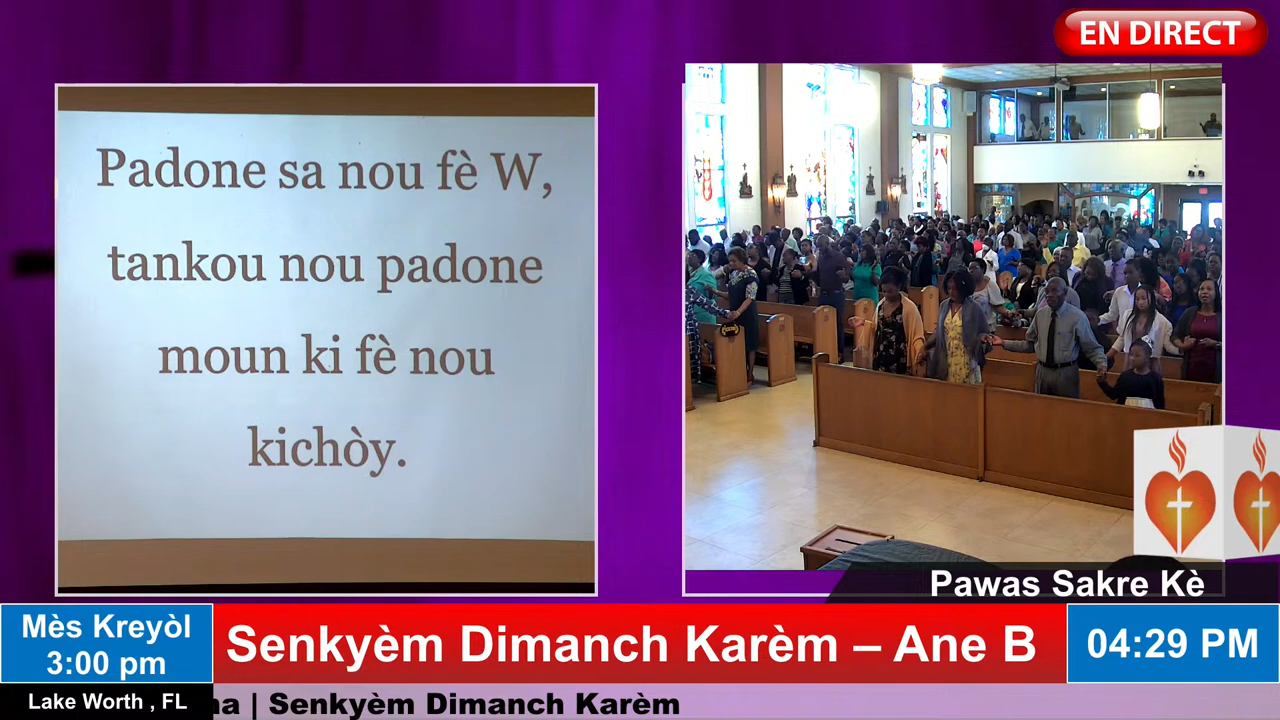 EN DIRECT
Padone sa nou fè W,
tankou nou padone
moun ki fè nou
kichòy.
Pawas Sakre Kè
Mès Kreyòl
3:00 pm
Senkyèm Dimanch Karèm – Ane B
04:29 PM
Lake Worth , FL
| Senkyèm Dimanch Karèm